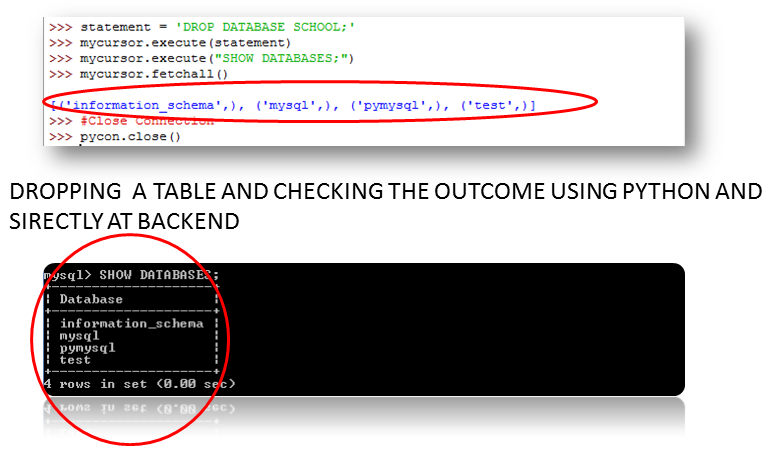 >>> statement = 'DROP DATABASE SCHOOL;'
>>> mycursor.execute(statement)
>>> mycursor.execute("SHOW DATABASES;")
>>> mycursor.fetchall()
[('information_schema',), ('mysql',), ('pymysql',), ('test',)]
>>> #Close Connection
>>> pycon.close()
DROPPING A TABLE AND CHECKING THE OUTCOME USING PYTHON AND
SIRECTLY AT BACKEND
mysql> SHOW DATABASES;
+--------------------+
| Database |
+--------------------+
| information_schema |
| mysql |
| pymysql |
| test |
+--------------------+
4 rows in set (0.00 sec)